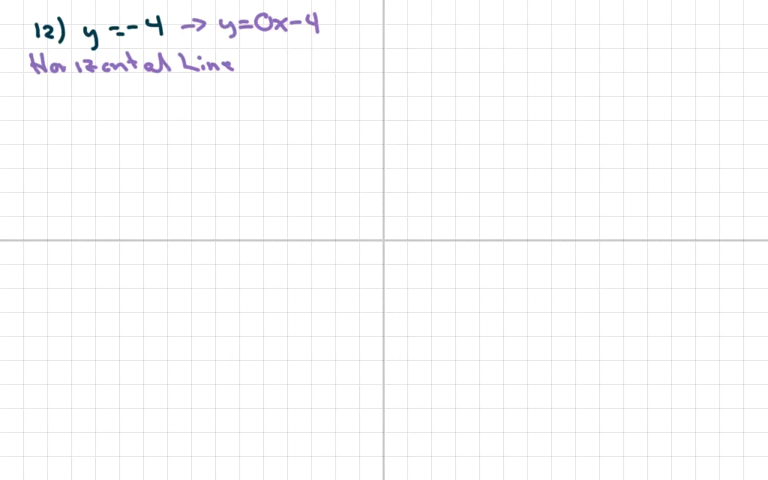 12) y = -4 -> y=0x-4
Horizontal Line